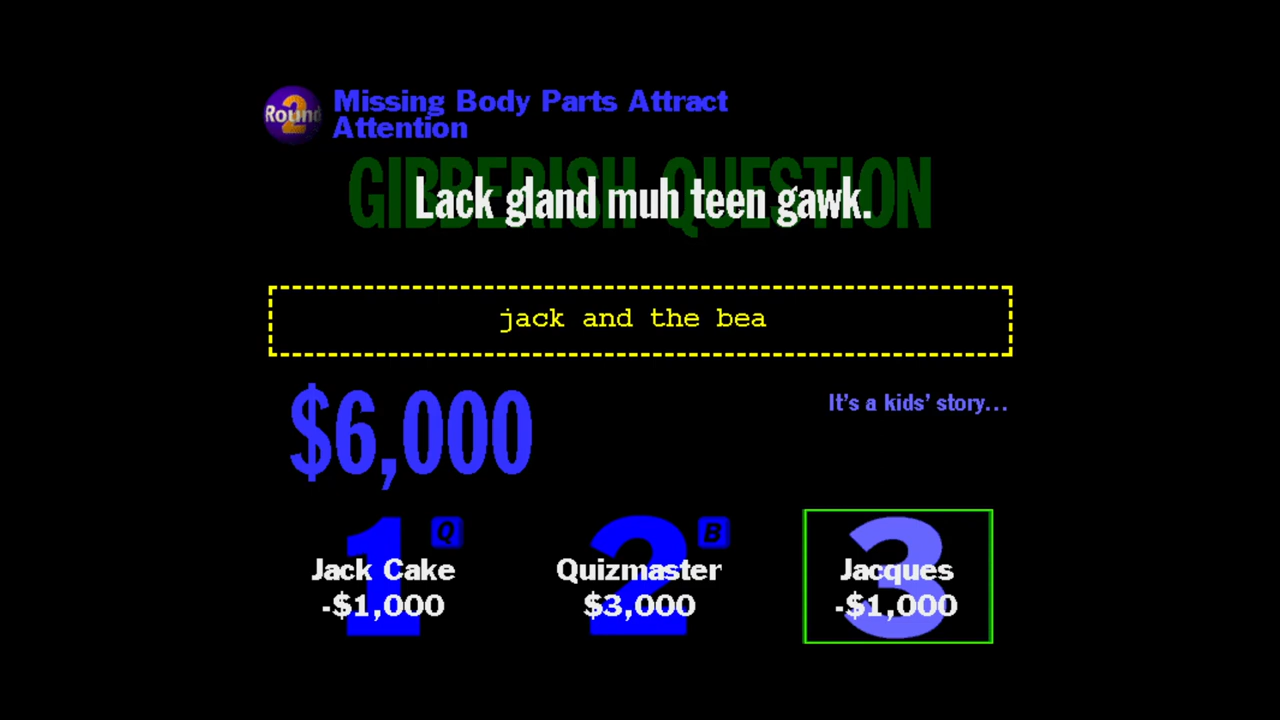 Round 2
Missing Body Parts Attract
Attention
GIBBERISH QUESTION
Lack gland muh teen gawk.
jack and the bea
$6,000
It's a kids' story...
1 Q
2 B
3
Jack Cake
Quizmaster
Jacques
-$1,000
$3,000
-$1,000